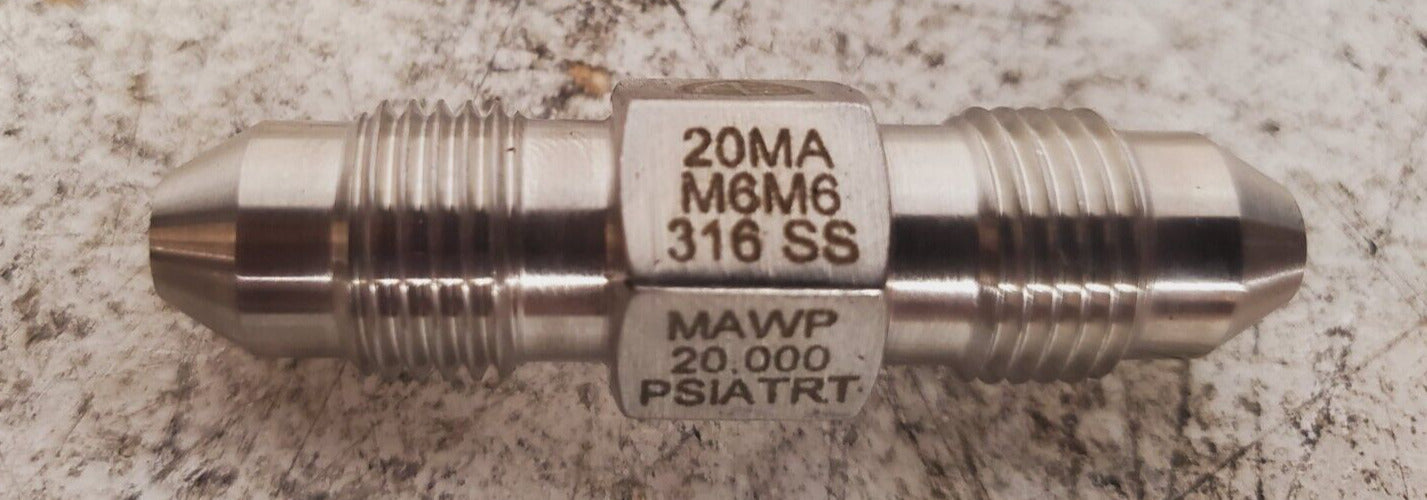 20MA
M6M6
316 SS
MAWP
20.000
PSIATRT